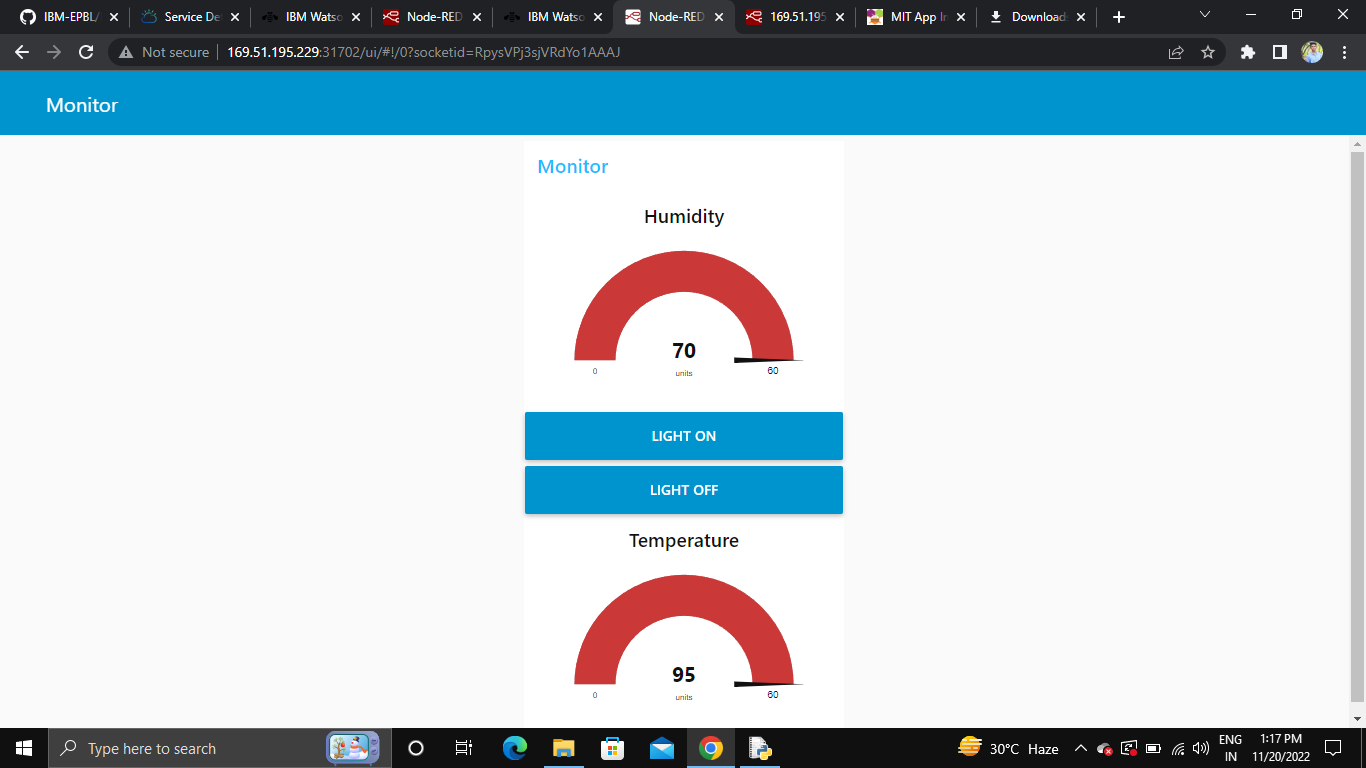 IBM-EPBL/
Service De
IBM Watso
Node-RED
IBM Watso
Node-RED
169.51.195
MIT App In
Download
Not secure
169.51.195.229:31702/ui/#!/0?socketid=RpysVPj3sjVRdYo1AAAJ
Monitor
Monitor
Humidity
70
units
0
60
LIGHT ON
LIGHT OFF
Temperature
95
units
0
60
Type here to search
30°C Haze
ENG
IN
1:17 PM
11/20/2022